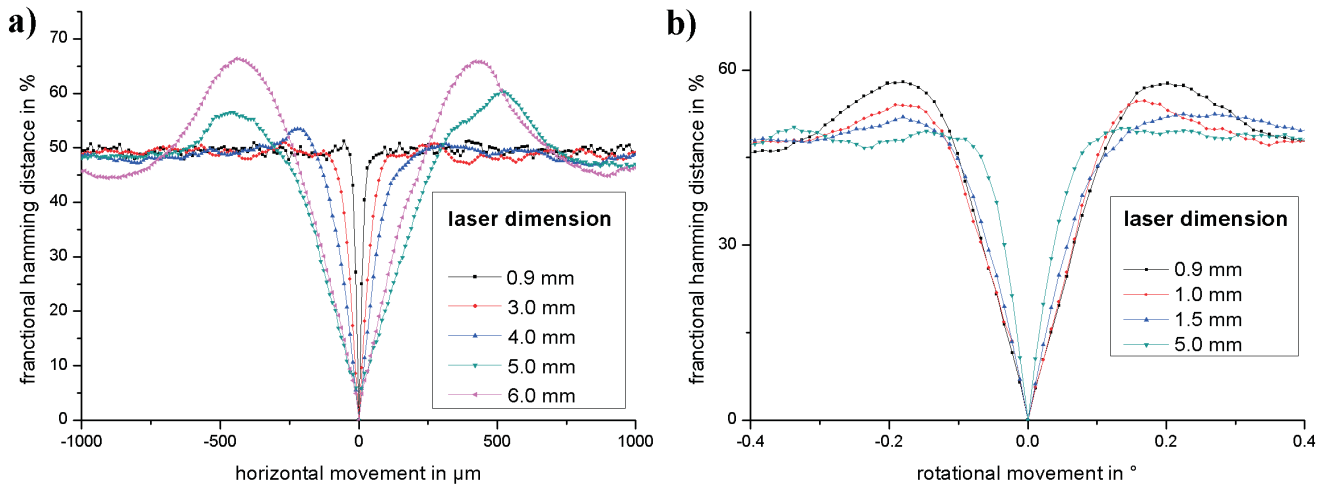 a)
franctional hamming distance in %
75
70
60
50
40
30
20
10
0
-1000
-500
0
500
1000
horizontal movement in µm
laser dimension
0.9 mm
3.0 mm
4.0 mm
5.0 mm
6.0 mm
b)
franctional hamming distance in %
60
30
0
-0.4
-0.2
0.0
0.2
0.4
rotational movement in °
laser dimension
0.9 mm
1.0 mm
1.5 mm
5.0 mm